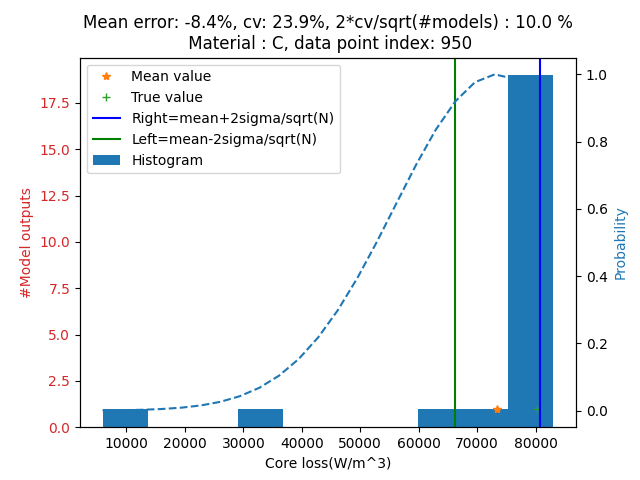 Mean error: -8.4%, cv: 23.9%, 2*cv/sqrt(#models) : 10.0 %
Material : C, data point index: 950
Mean value
True value
Right=mean+2sigma/sqrt(N)
Left=mean-2sigma/sqrt(N)
Histogram
#Model outputs
17.5
15.0
12.5
10.0
7.5
5.0
2.5
0.0
1.0
0.8
0.6
0.4
0.2
0.0
Probability
10000 20000 30000 40000 50000 60000 70000 80000
Core loss(W/m^3)